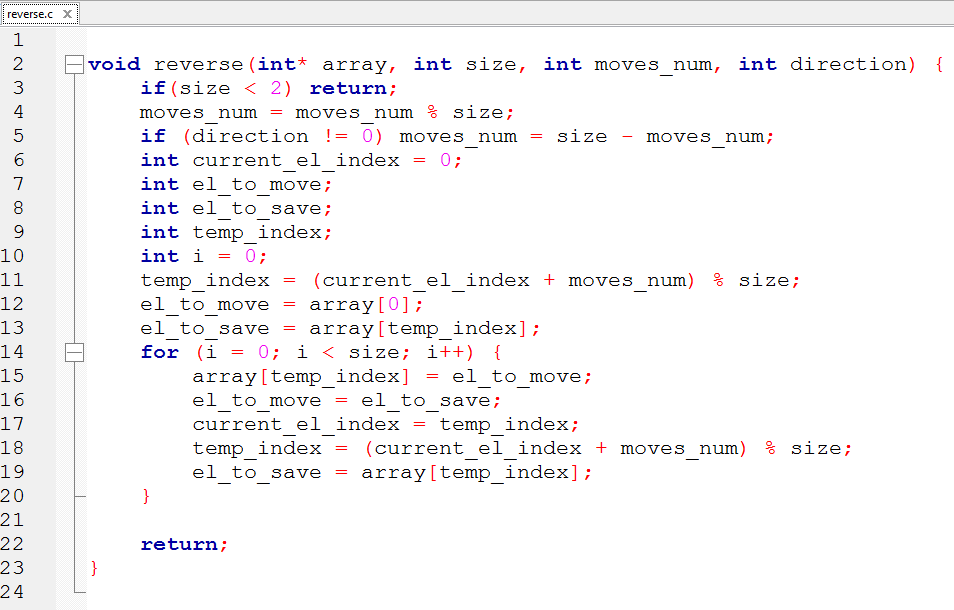 reverse.c X
1
2 void reverse(int* array, int size, int moves_num, int direction) {
3     if(size < 2) return;
4     moves_num = moves_num % size;
5     if (direction != 0) moves_num = size - moves_num;
6     int current_el_index = 0;
7     int el_to_move;
8     int el_to_save;
9     int temp_index;
10     int i = 0;
11     temp_index = (current_el_index + moves_num) % size;
12     el_to_move = array[0];
13     el_to_save = array[temp_index];
14     for (i = 0; i < size; i++) {
15         array[temp_index] = el_to_move;
16         el_to_move = el_to_save;
17         current_el_index = temp_index;
18         temp_index = (current_el_index + moves_num) % size;
19         el_to_save = array[temp_index];
20     }
21
22     return;
23 }
24